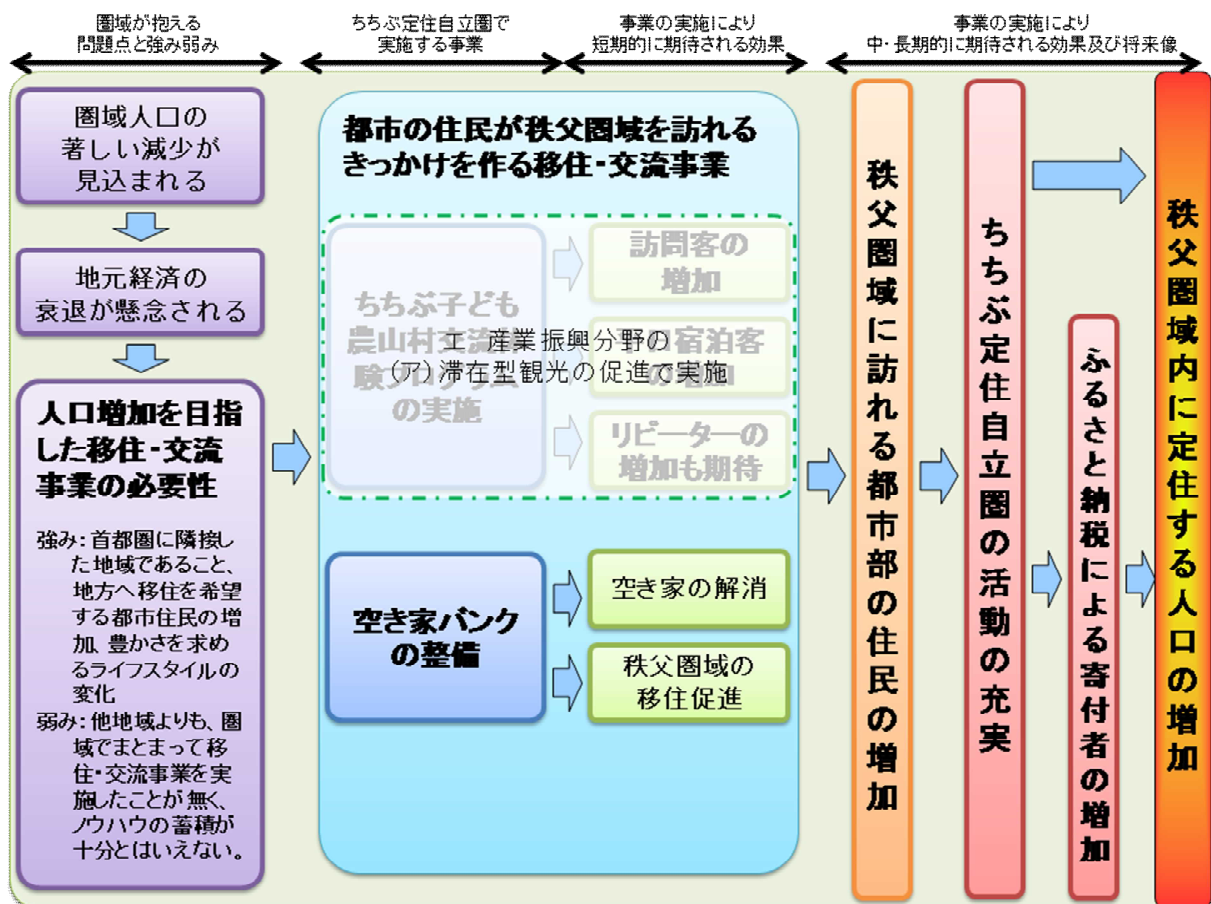 圏域が抱える
問題点と強み弱み
ちちぶ定住自立圏で
実施する事業
事業の実施により
短期的に期待される効果
事業の実施により
中・長期的に期待される効果及び将来像
圏域人口の
著しい減少が
見込まれる
地元経済の
衰退が懸念される
人口増加を目指
した移住・交流
事業の必要性
強み：首都圏に隣接し
た地域であること、
地方へ移住を希望
する都市住民の増
加、豊かさを求め
るライフスタイルの
変化
弱み：他地域よりも、圏
域でまとまって移
住・交流事業を実
施したことが無く、
ノウハウの蓄積が
十分とはいえない。
都市の住民が秩父圏域を訪れる
きっかけを作る移住・交流事業
ちちぶ子ども
農山村交流
の実施
訪問客の
増加
宿泊客
の増加
リピーターの
増加も期待
エ 産業振興分野の
（ア）滞在型観光の促進で実施
空き家バンク
の整備
空き家の解消
秩父圏域の
移住促進
秩父圏域に訪れる都市部の住民の増加
ちちぶ定住自立圏の活動の充実
ふるさと納税による寄付者の増加
秩父圏域内に定住する人口の増加